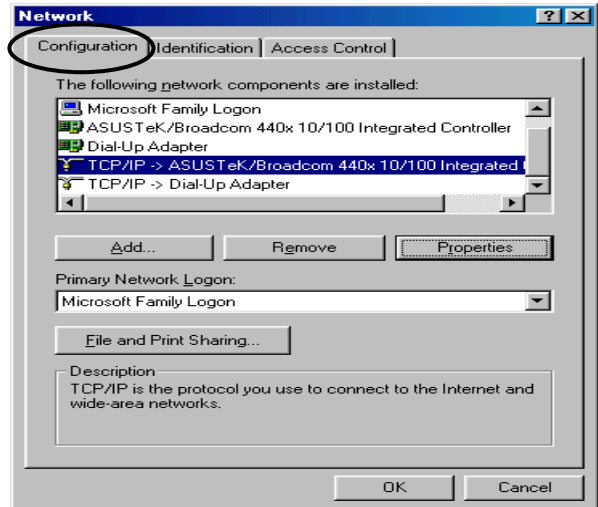 Network
Configuration Identification Access Control
The following network components are installed:
Microsoft Family Logon
ASUSTeK/Broadcom 440x 10/100 Integrated Controller
Dial-Up Adapter
TCP/IP -> ASUSTeK/Broadcom 440x 10/100 Integrated
TCP/IP -> Dial-Up Adapter
Add... Remove Properties
Primary Network Logon:
Microsoft Family Logon
File and Print Sharing...
Description
TCP/IP is the protocol you use to connect to the Internet and
wide-area networks.
OK Cancel